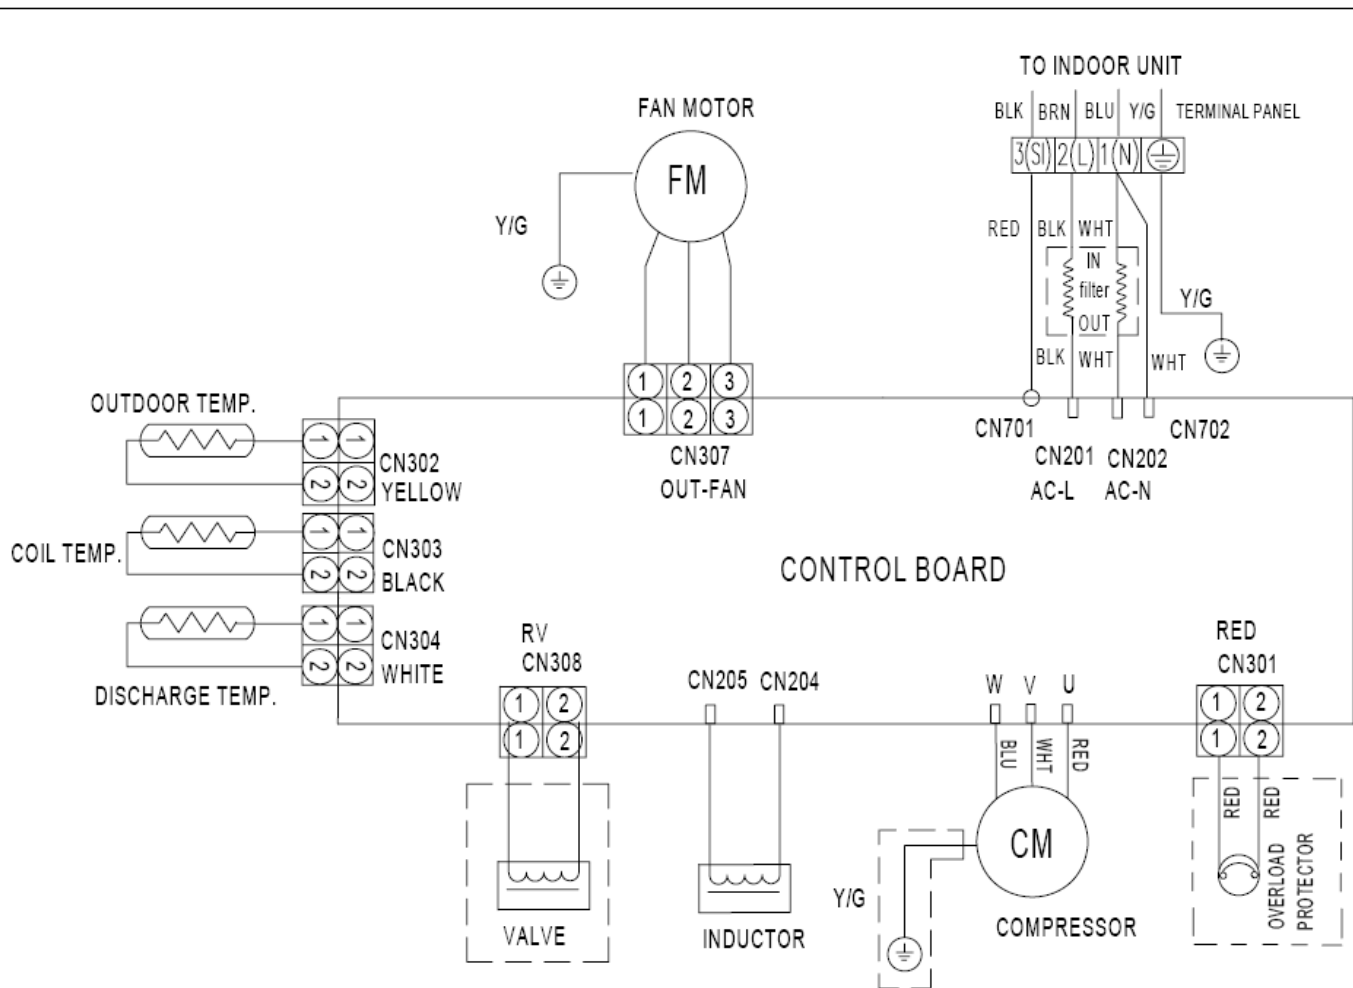 TO INDOOR UNIT
BLK BRN BLU Y/G TERMINAL PANEL
3(SI) 2(L) 1(N)
FAN MOTOR
FM
Y/G
RED BLK WHT
IN
filter
OUT
Y/G
BLK WHT WHT
1 2 3
1 2 3
CN307
OUT-FAN
CN701
CN201
AC-L
CN202
AC-N
CN702
OUTDOOR TEMP.
1 1
2 2
CN302
YELLOW
COIL TEMP.
1 1
2 2
CN303
BLACK
1 1
2 2
CN304
WHITE
DISCHARGE TEMP.
CONTROL BOARD
RV
CN308
1 2
1 2
VALVE
CN205 CN204
INDUCTOR
W V U
BLU WHT RED
CM
Y/G
COMPRESSOR
RED
CN301
1 2
1 2
RED RED
OVERLOAD
PROTECTOR